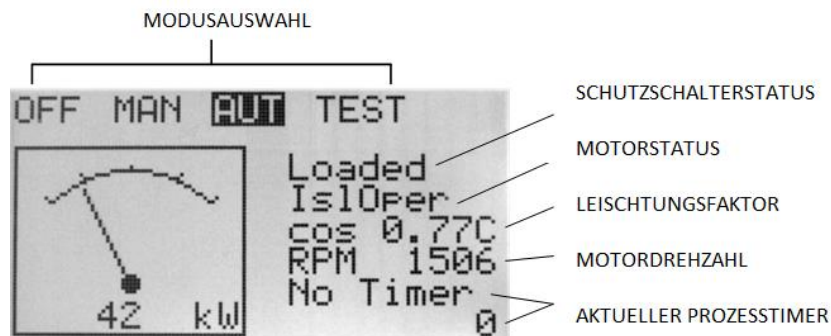 MODUSAUSWAHL
OFF MAN AUT TEST
Loaded
IslOper
cos 0.77C
RPM 1506
No Timer
0
42 kW
SCHUTZSCHALTERSTATUS
MOTORSTATUS
LEISCHTUNGSFAKTOR
MOTORDREHZAHL
AKTUELLER PROZESSTIMER